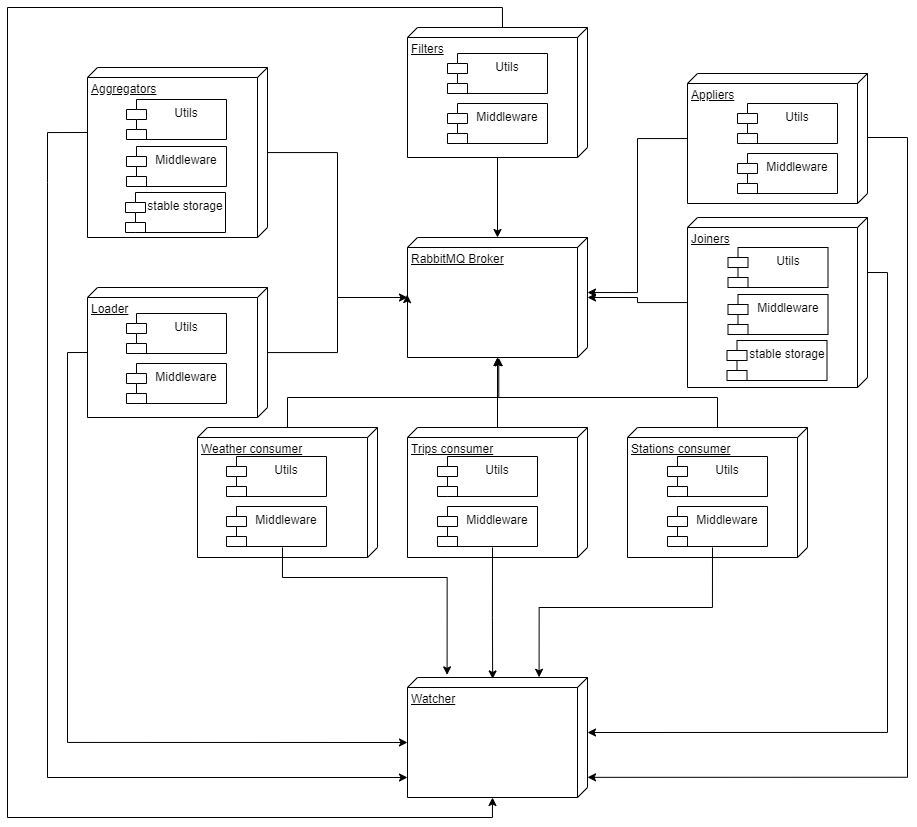 Filters
Utils
Middleware
Aggregators
Utils
Middleware
stable storage
Appliers
Utils
Middleware
RabbitMQ Broker
Joiners
Utils
Middleware
stable storage
Loader
Utils
Middleware
Weather consumer
Utils
Middleware
Trips consumer
Utils
Middleware
Stations consumer
Utils
Middleware
Watcher